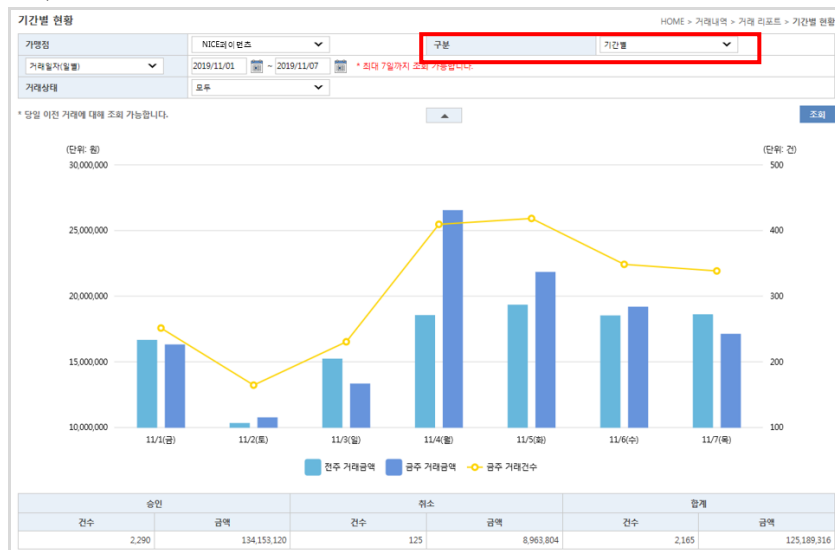 기간별 현황 HOME > 거래내역 > 거래 리포트 > 기간별 현황
가맹점 NICE페이먼츠 구분 기간별
거래일자(일별) 2019/11/01 ~ 2019/11/07 * 최대 7일까지 조회 가능합니다.
거래상태 모두
* 당일 이전 거래에 대해 조회 가능합니다. 조회
(단위: 원) (단위: 건)
30,000,000 500
25,000,000 400
20,000,000 300
15,000,000 200
10,000,000 100
11/1(금) 11/2(토) 11/3(일) 11/4(월) 11/5(화) 11/6(수) 11/7(목)
전주 거래금액 금주 거래금액 금주 거래건수
승인 취소 합계
건수 금액 건수 금액 건수 금액
2,290 134,153,120 125 8,963,804 2,165 125,189,316